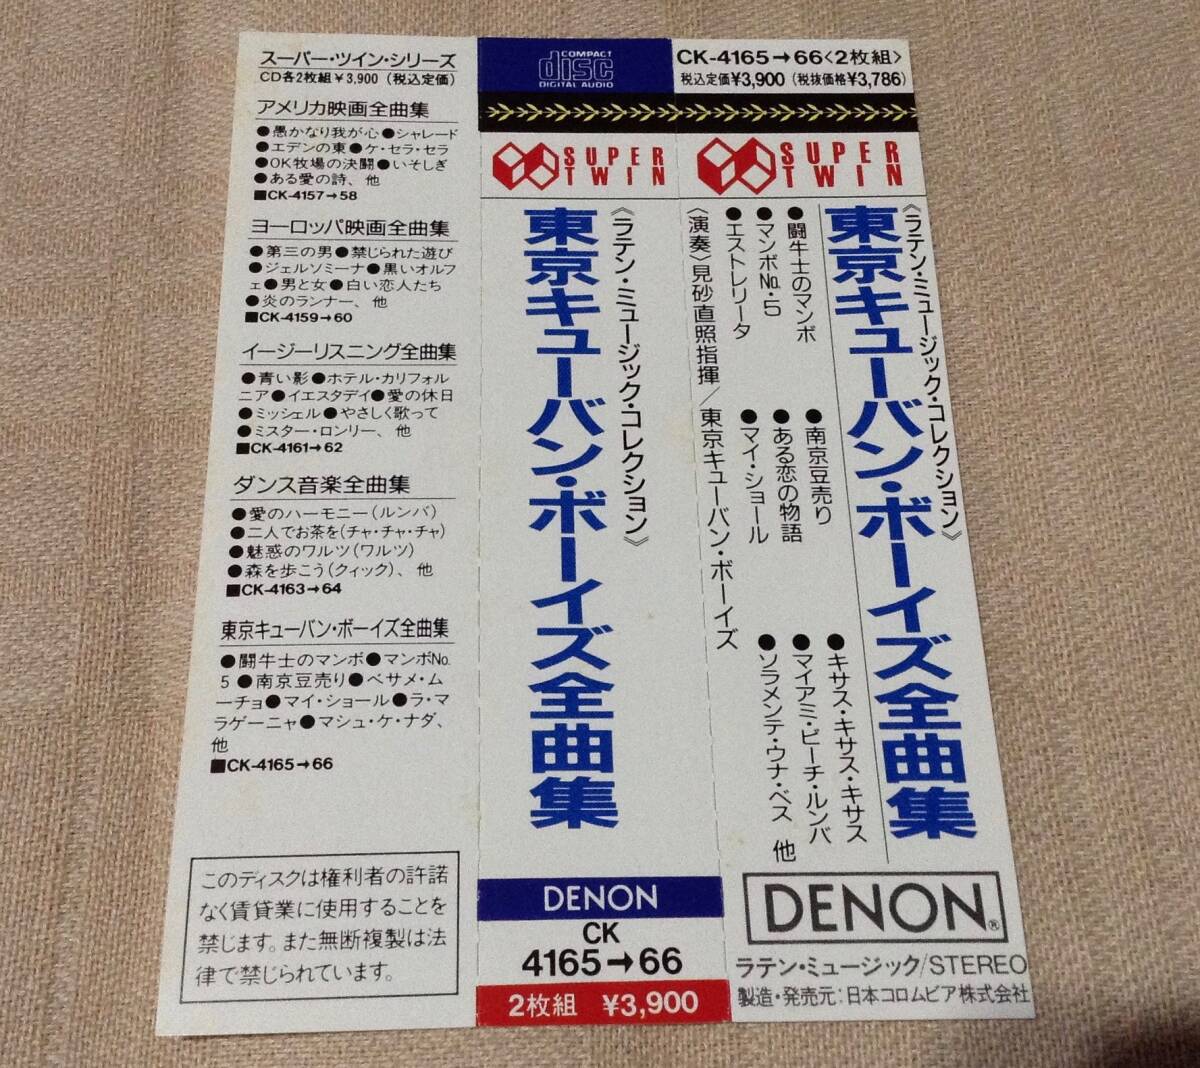 スーパー・ツイン・シリーズ
CD各2枚組¥3,900（税込定価）
アメリカ映画全曲集
●愚かなり我が心●シャレード
●エデンの東●ケ・セラ・セラ
●OK牧場の決闘●いそしぎ
●ある愛の詩、他
■CK-4157→58
ヨーロッパ映画全曲集
●第三の男●禁じられた遊び
●ジェルソミーナ●黒いオルフ
ェ●男と女●白い恋人たち
●炎のランナー、他
■CK-4159→60
イージーリスニング全曲集
●青い影●ホテル・カリフォル
ニア●イエスタデイ●愛の休日
●ミッシェル●やさしく歌って
●ミスター・ロンリー、他
■CK-4161→62
ダンス音楽全曲集
●愛のハーモニー(ルンバ)
●二人でお茶を(チャ・チャ・チャ)
●魅惑のワルツ(ワルツ)
●森を歩こう(クィック)、他
■CK-4163→64
東京キューバン・ボーイズ全曲集
●闘牛士のマンボ●マンボNo.
5●南京豆売り●ベサメ・ム
ーチョ●マイ・ショール●ラ・マ
ラゲーニャ●マシュ・ケ・ナダ、
他
■CK-4165→66
このディスクは権利者の許諾
なく賃貸業に使用することを
禁じます。また無断複製は法
律で禁じられています。
COMPACT
disc
DIGITAL AUDIO
SUPER
TWIN
《ラテン・ミュージック・コレクション》
東京キューバン・ボーイズ全曲集
DENON
CK
4165→66
2枚組 ¥3,900
CK-4165→66<2枚組>
税込定価¥3,900（税抜価格¥3,786）
SUPER
TWIN
《ラテン・ミュージック・コレクション》
東京キューバン・ボーイズ全曲集
●闘牛士のマンボ
●マンボNo.5
●エストレリータ
●南京豆売り
●ある恋の物語
●マイ・ショール
●キサス・キサス・キサス
●マイアミ・ビーチ・ルンバ
●ソラメンテ・ウナ・ベス 他
〈演奏〉見砂直照指揮/東京キューバン・ボーイズ
DENON®
ラテン・ミュージック/STEREO
製造・発売元:日本コロムビア株式会社